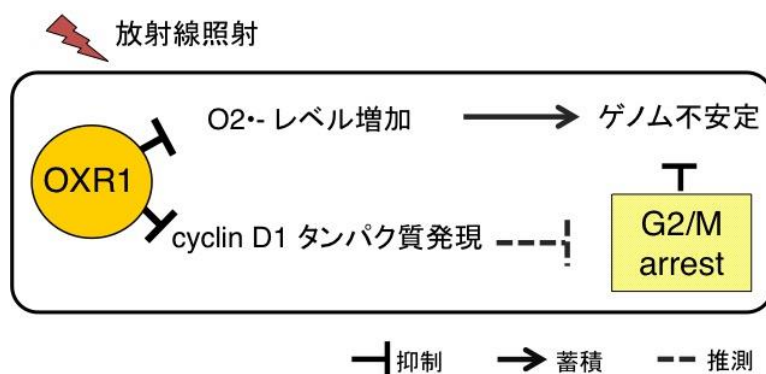 放射線照射
O2•- レベル増加
ゲノム不安定
OXR1
cyclin D1 タンパク質発現
G2/M
arrest
抑制
蓄積
推測